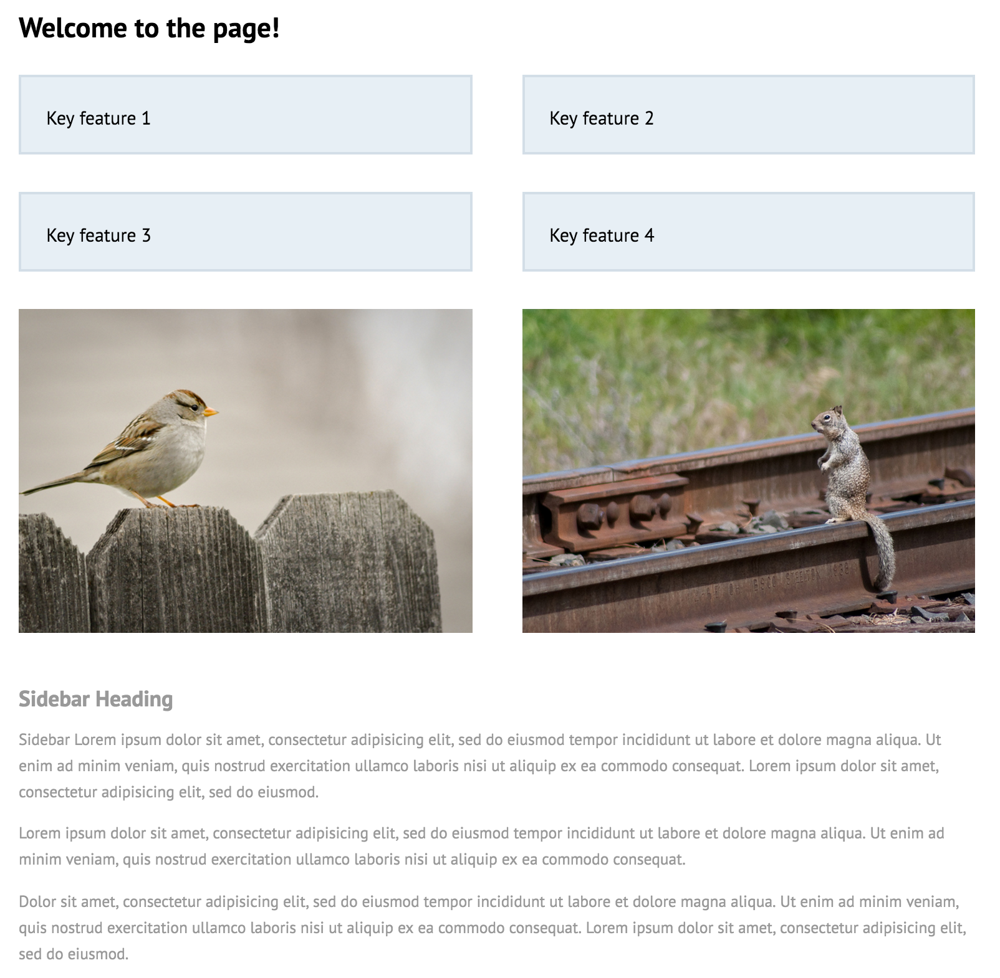 Welcome to the page!
Key feature 1
Key feature 2
Key feature 3
Key feature 4
STEELTON
Sidebar Heading
Sidebar Lorem ipsum dolor sit amet, consectetur adipisicing elit, sed do eiusmod tempor incididunt ut labore et dolore magna aliqua. Ut
enim ad minim veniam, quis nostrud exercitation ullamco laboris nisi ut aliquip ex ea commodo consequat. Lorem ipsum dolor sit amet,
consectetur adipisicing elit, sed do eiusmod.
Lorem ipsum dolor sit amet, consectetur adipisicing elit, sed do eiusmod tempor incididunt ut labore et dolore magna aliqua. Ut enim ad
minim veniam, quis nostrud exercitation ullamco laboris nisi ut aliquip ex ea commodo consequat.
Dolor sit amet, consectetur adipisicing elit, sed do eiusmod tempor incididunt ut labore et dolore magna aliqua. Ut enim ad minim veniam,
quis nostrud exercitation ullamco laboris nisi ut aliquip ex ea commodo consequat. Lorem ipsum dolor sit amet, consectetur adipisicing elit,
sed do eiusmod.